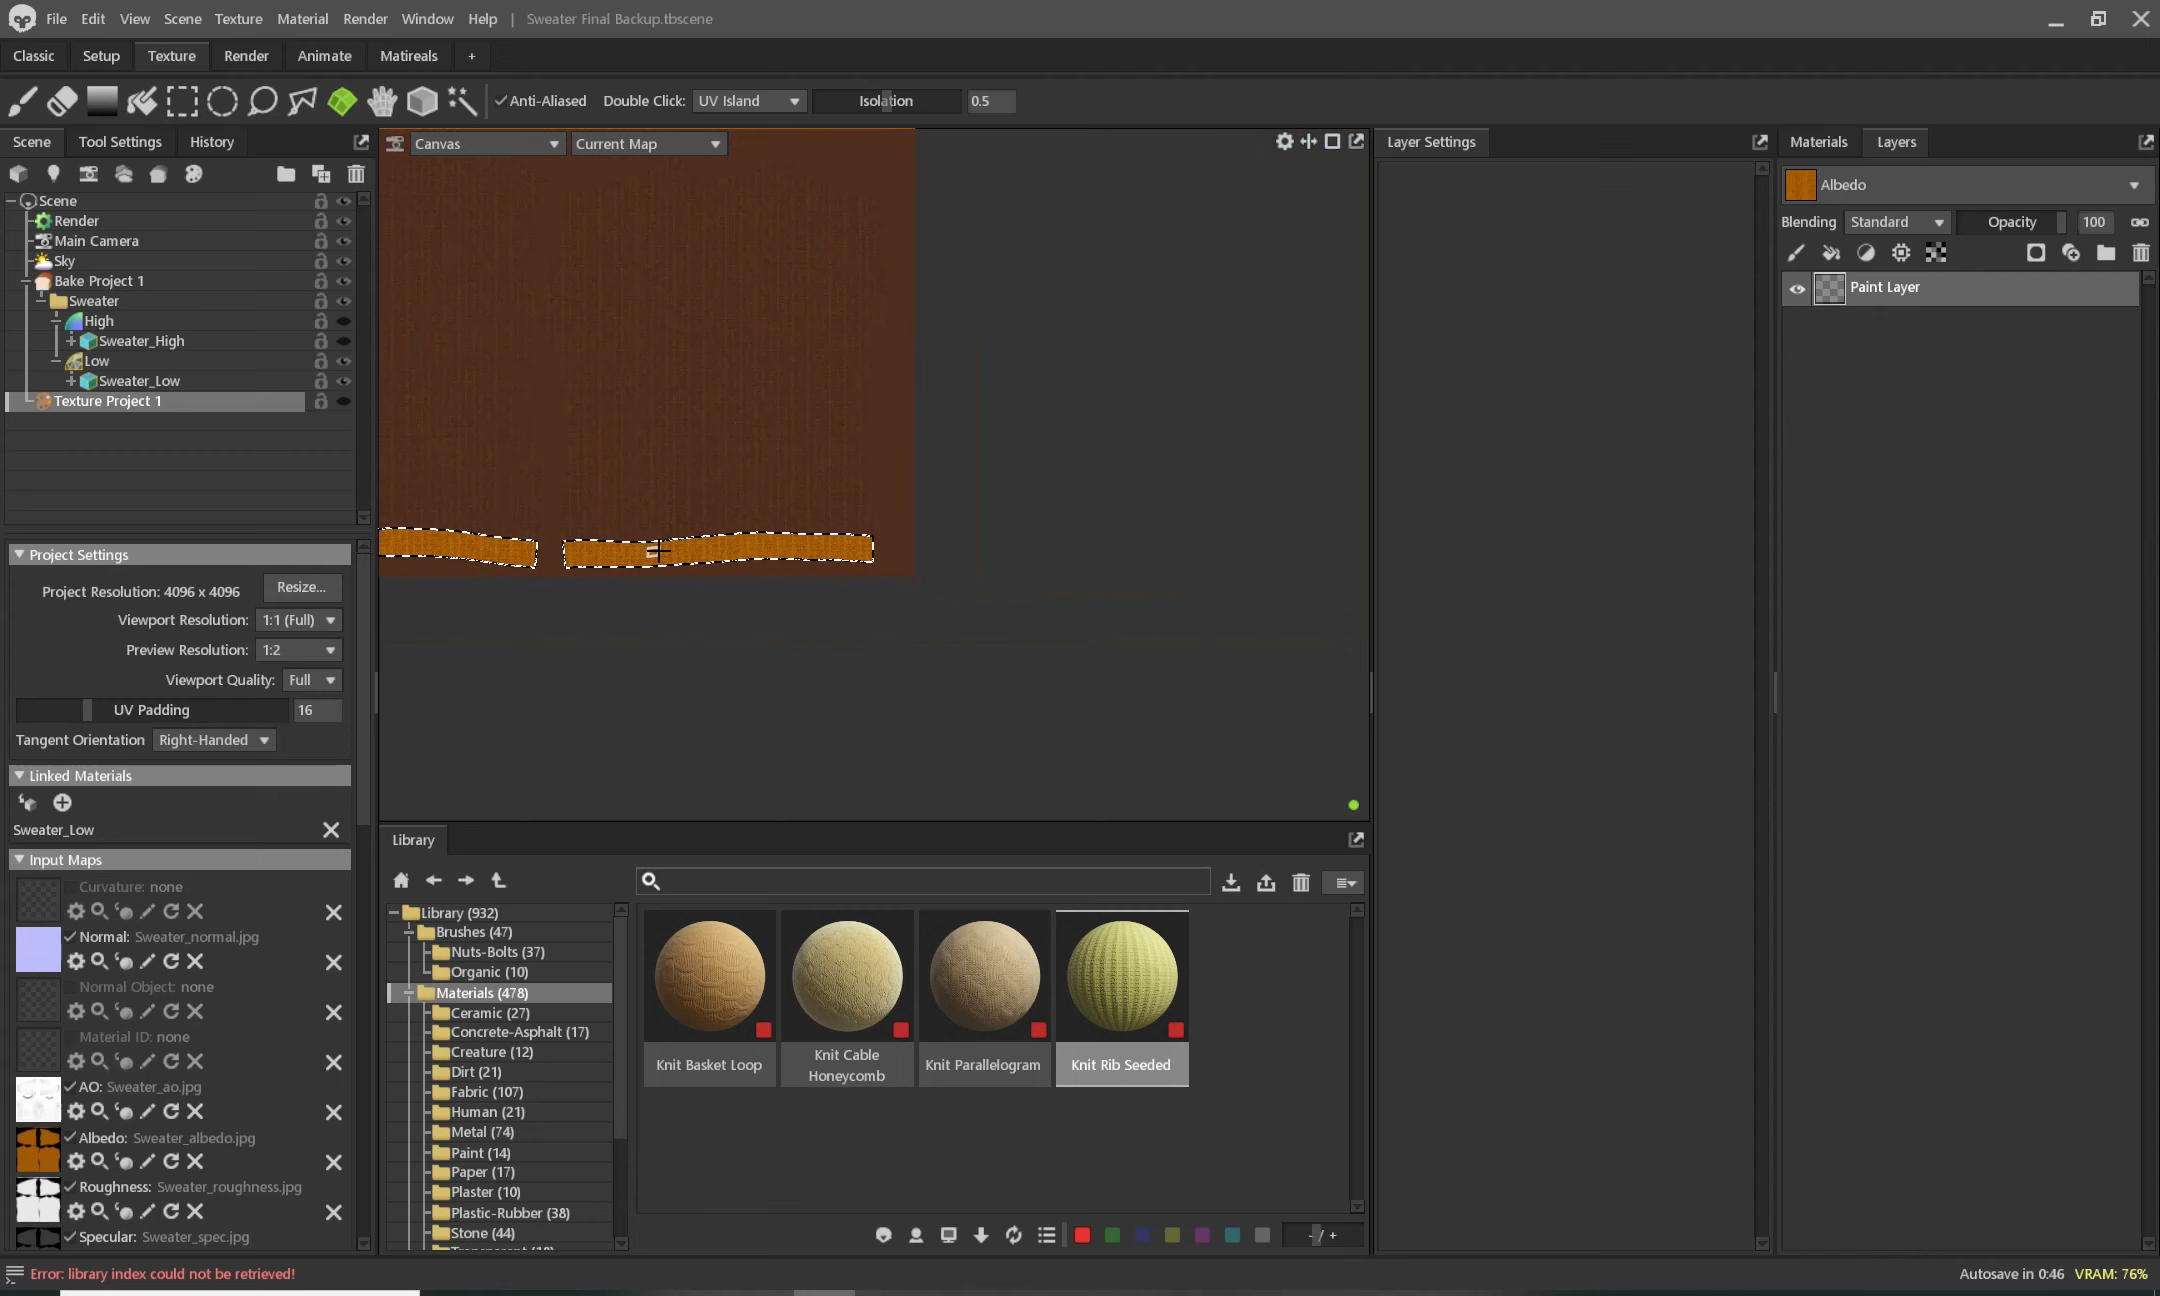 File Edit View Scene Texture Material Render Window Help | Sweater Final Backup.tbscene
Classic Setup Texture Render Animate Matireals +
Anti-Aliased Double Click: UV Island Isolation 0.5
Scene Tool Settings History
Canvas Current Map
Layer Settings
Materials Layers
Scene
Render
Main Camera
Sky
Bake Project 1
Sweater
High
Sweater_High
Low
Sweater_Low
Texture Project 1
Albedo
Blending Standard Opacity 100
Paint Layer
Project Settings
Project Resolution: 4096 x 4096 Resize...
Viewport Resolution: 1:1 (Full)
Preview Resolution: 1:2
Viewport Quality: Full
UV Padding 16
Tangent Orientation Right-Handed
Linked Materials
Sweater_Low
Input Maps
Curvature: none
Normal: Sweater_normal.jpg
Normal Object: none
Material ID: none
AO: Sweater_ao.jpg
Albedo: Sweater_albedo.jpg
Roughness: Sweater_roughness.jpg
Specular: Sweater_spec.jpg
Library
Library (932)
Brushes (47)
Nuts-Bolts (37)
Organic (10)
Materials (478)
Ceramic (27)
Concrete-Asphalt (17)
Creature (12)
Dirt (21)
Fabric (107)
Human (21)
Metal (74)
Paint (14)
Paper (17)
Plaster (10)
Plastic-Rubber (38)
Stone (44)
Knit Basket Loop
Knit Cable
Honeycomb
Knit Parallelogram
Knit Rib Seeded
- / +
Error: library index could not be retrieved!
Autosave in 0:46 VRAM: 76%